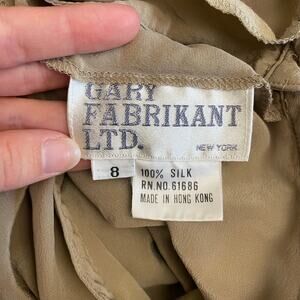 GARY
FABRIKANT
LTD.
NEW YORK
8
100% SILK
RN.NO.61686
MADE IN HONG KONG